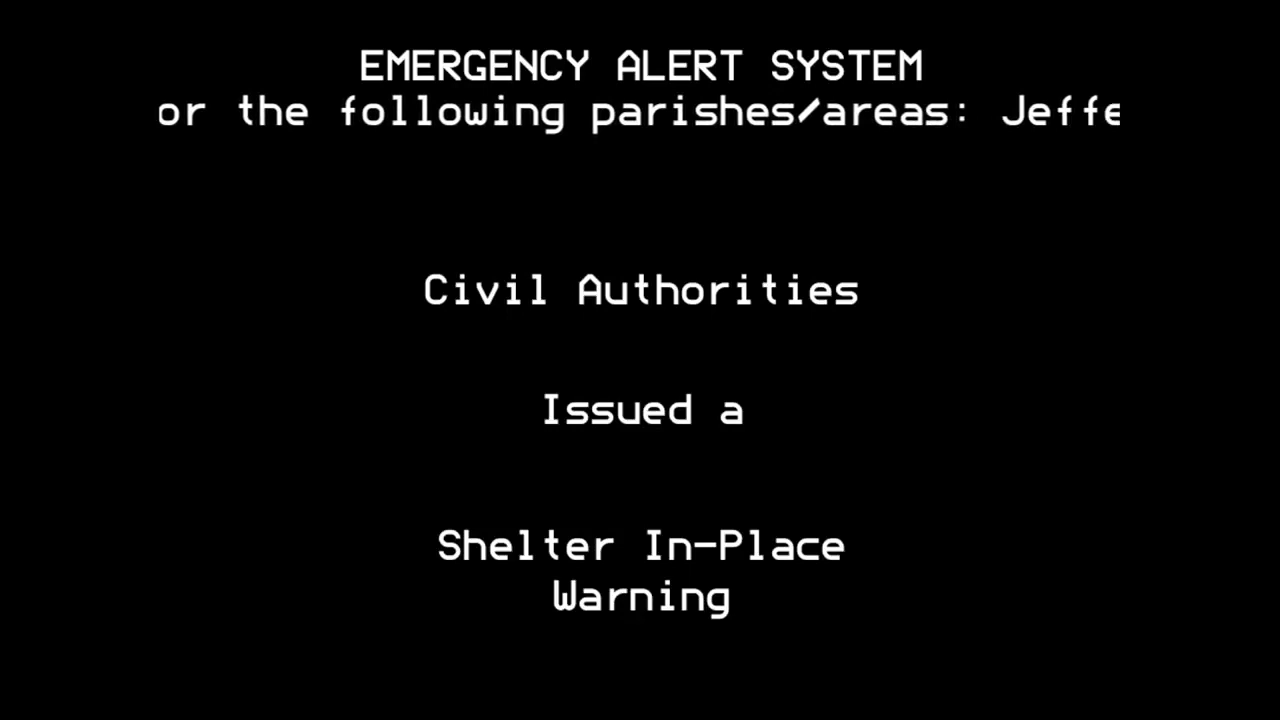 EMERGENCY ALERT SYSTEM
or the following parishes/areas: Jeffe
Civil Authorities
Issued a
Shelter In-Place
Warning